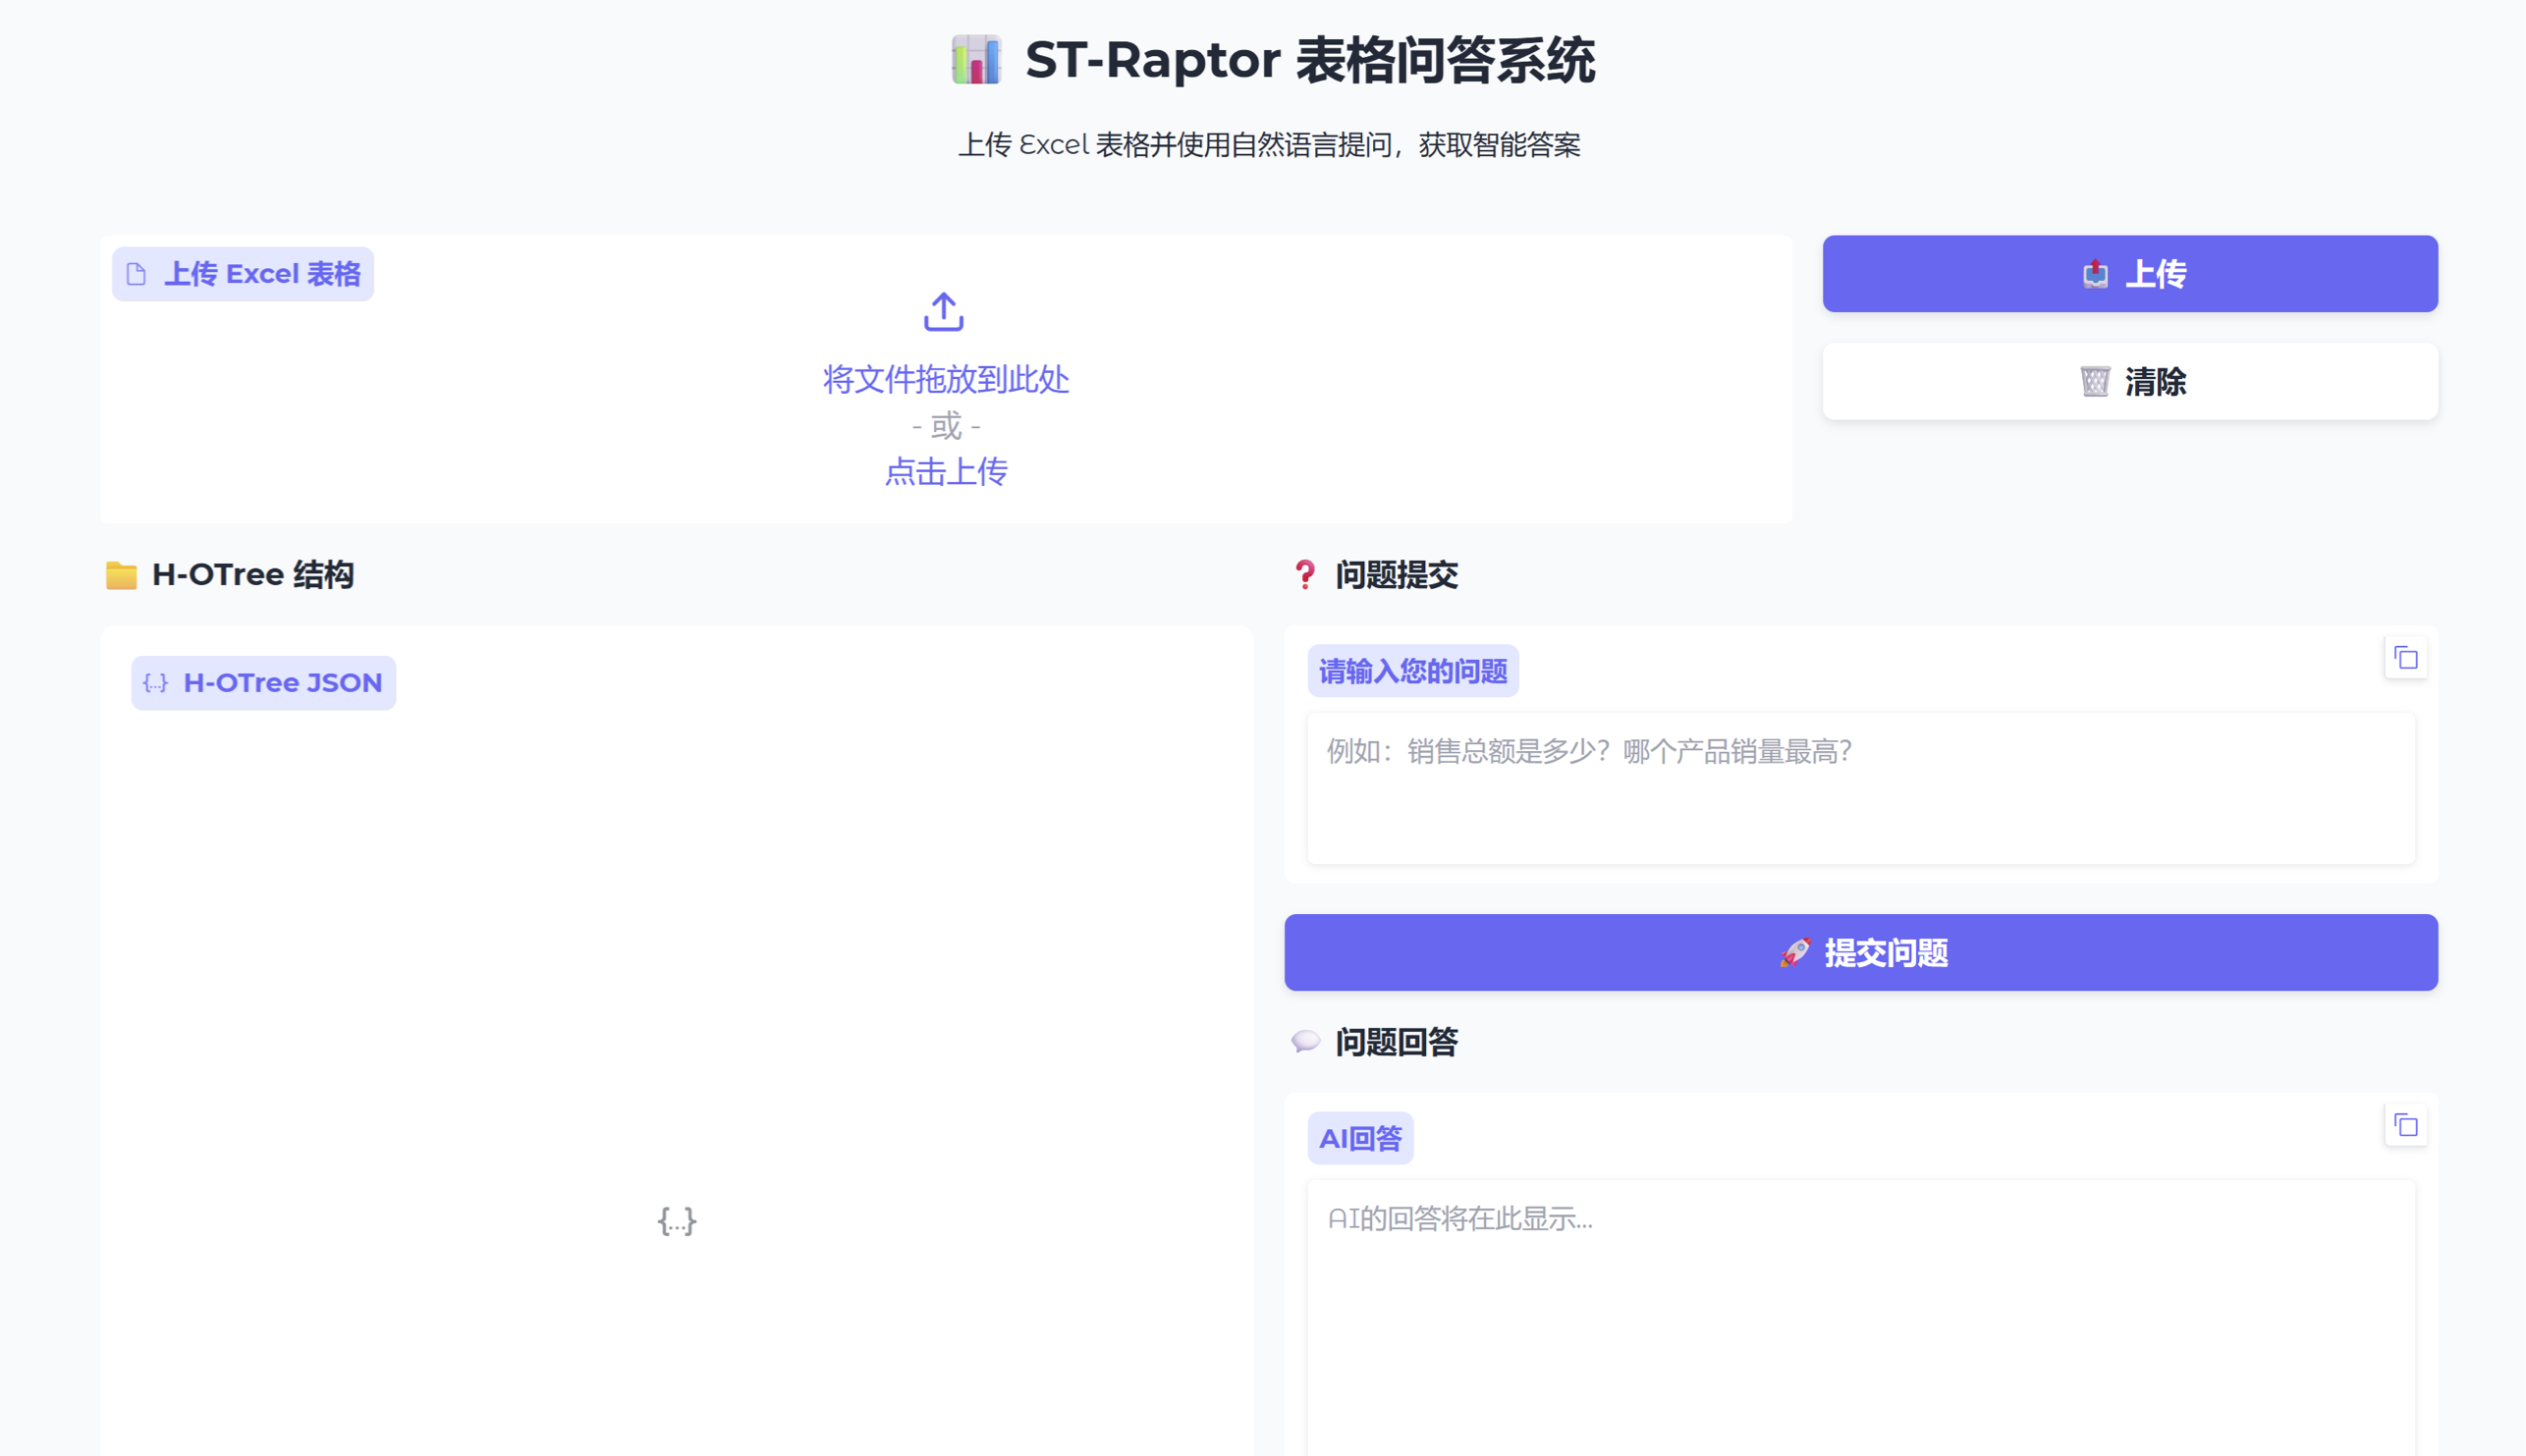 ST-Raptor 表格问答系统
上传 Excel 表格并使用自然语言提问，获取智能答案
上传 Excel 表格
将文件拖放到此处
- 或 -
点击上传
上传
清除
H-OTree 结构
{...} H-OTree JSON
{...}
问题提交
请输入您的问题
例如：销售总额是多少？哪个产品销量最高？
提交问题
问题回答
AI回答
AI的回答将在此显示...